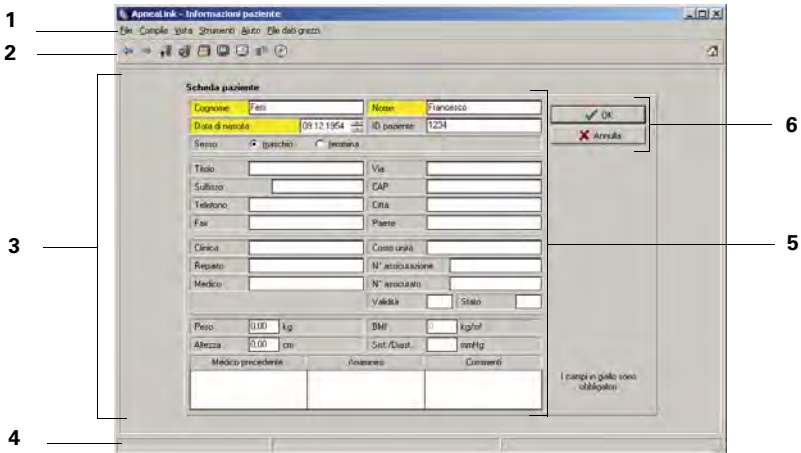 ApneaLink - Informazioni paziente
File Compila Vista Strumenti Aiuto File dati grezzi
1
2
3
4
5
6
Scheda paziente
Cognome Ferri Nome Francesco
Data di nascita 09.12.1954 ID paziente 1234
Sesso maschio femmina
OK
Annulla
Titolo Via
Suffisso CAP
Telefono Città
Fax Paese
Clinica Costo unità
Reparto N° assicurazione
Medico N° assicurato
Validità Stato
Peso 0.00 kg BMI 0 kg/m²
Altezza 0.00 cm Sist./Diast. mmHg
Medico precedente Anamnesi Commenti
I campi in giallo sono
obbligatori